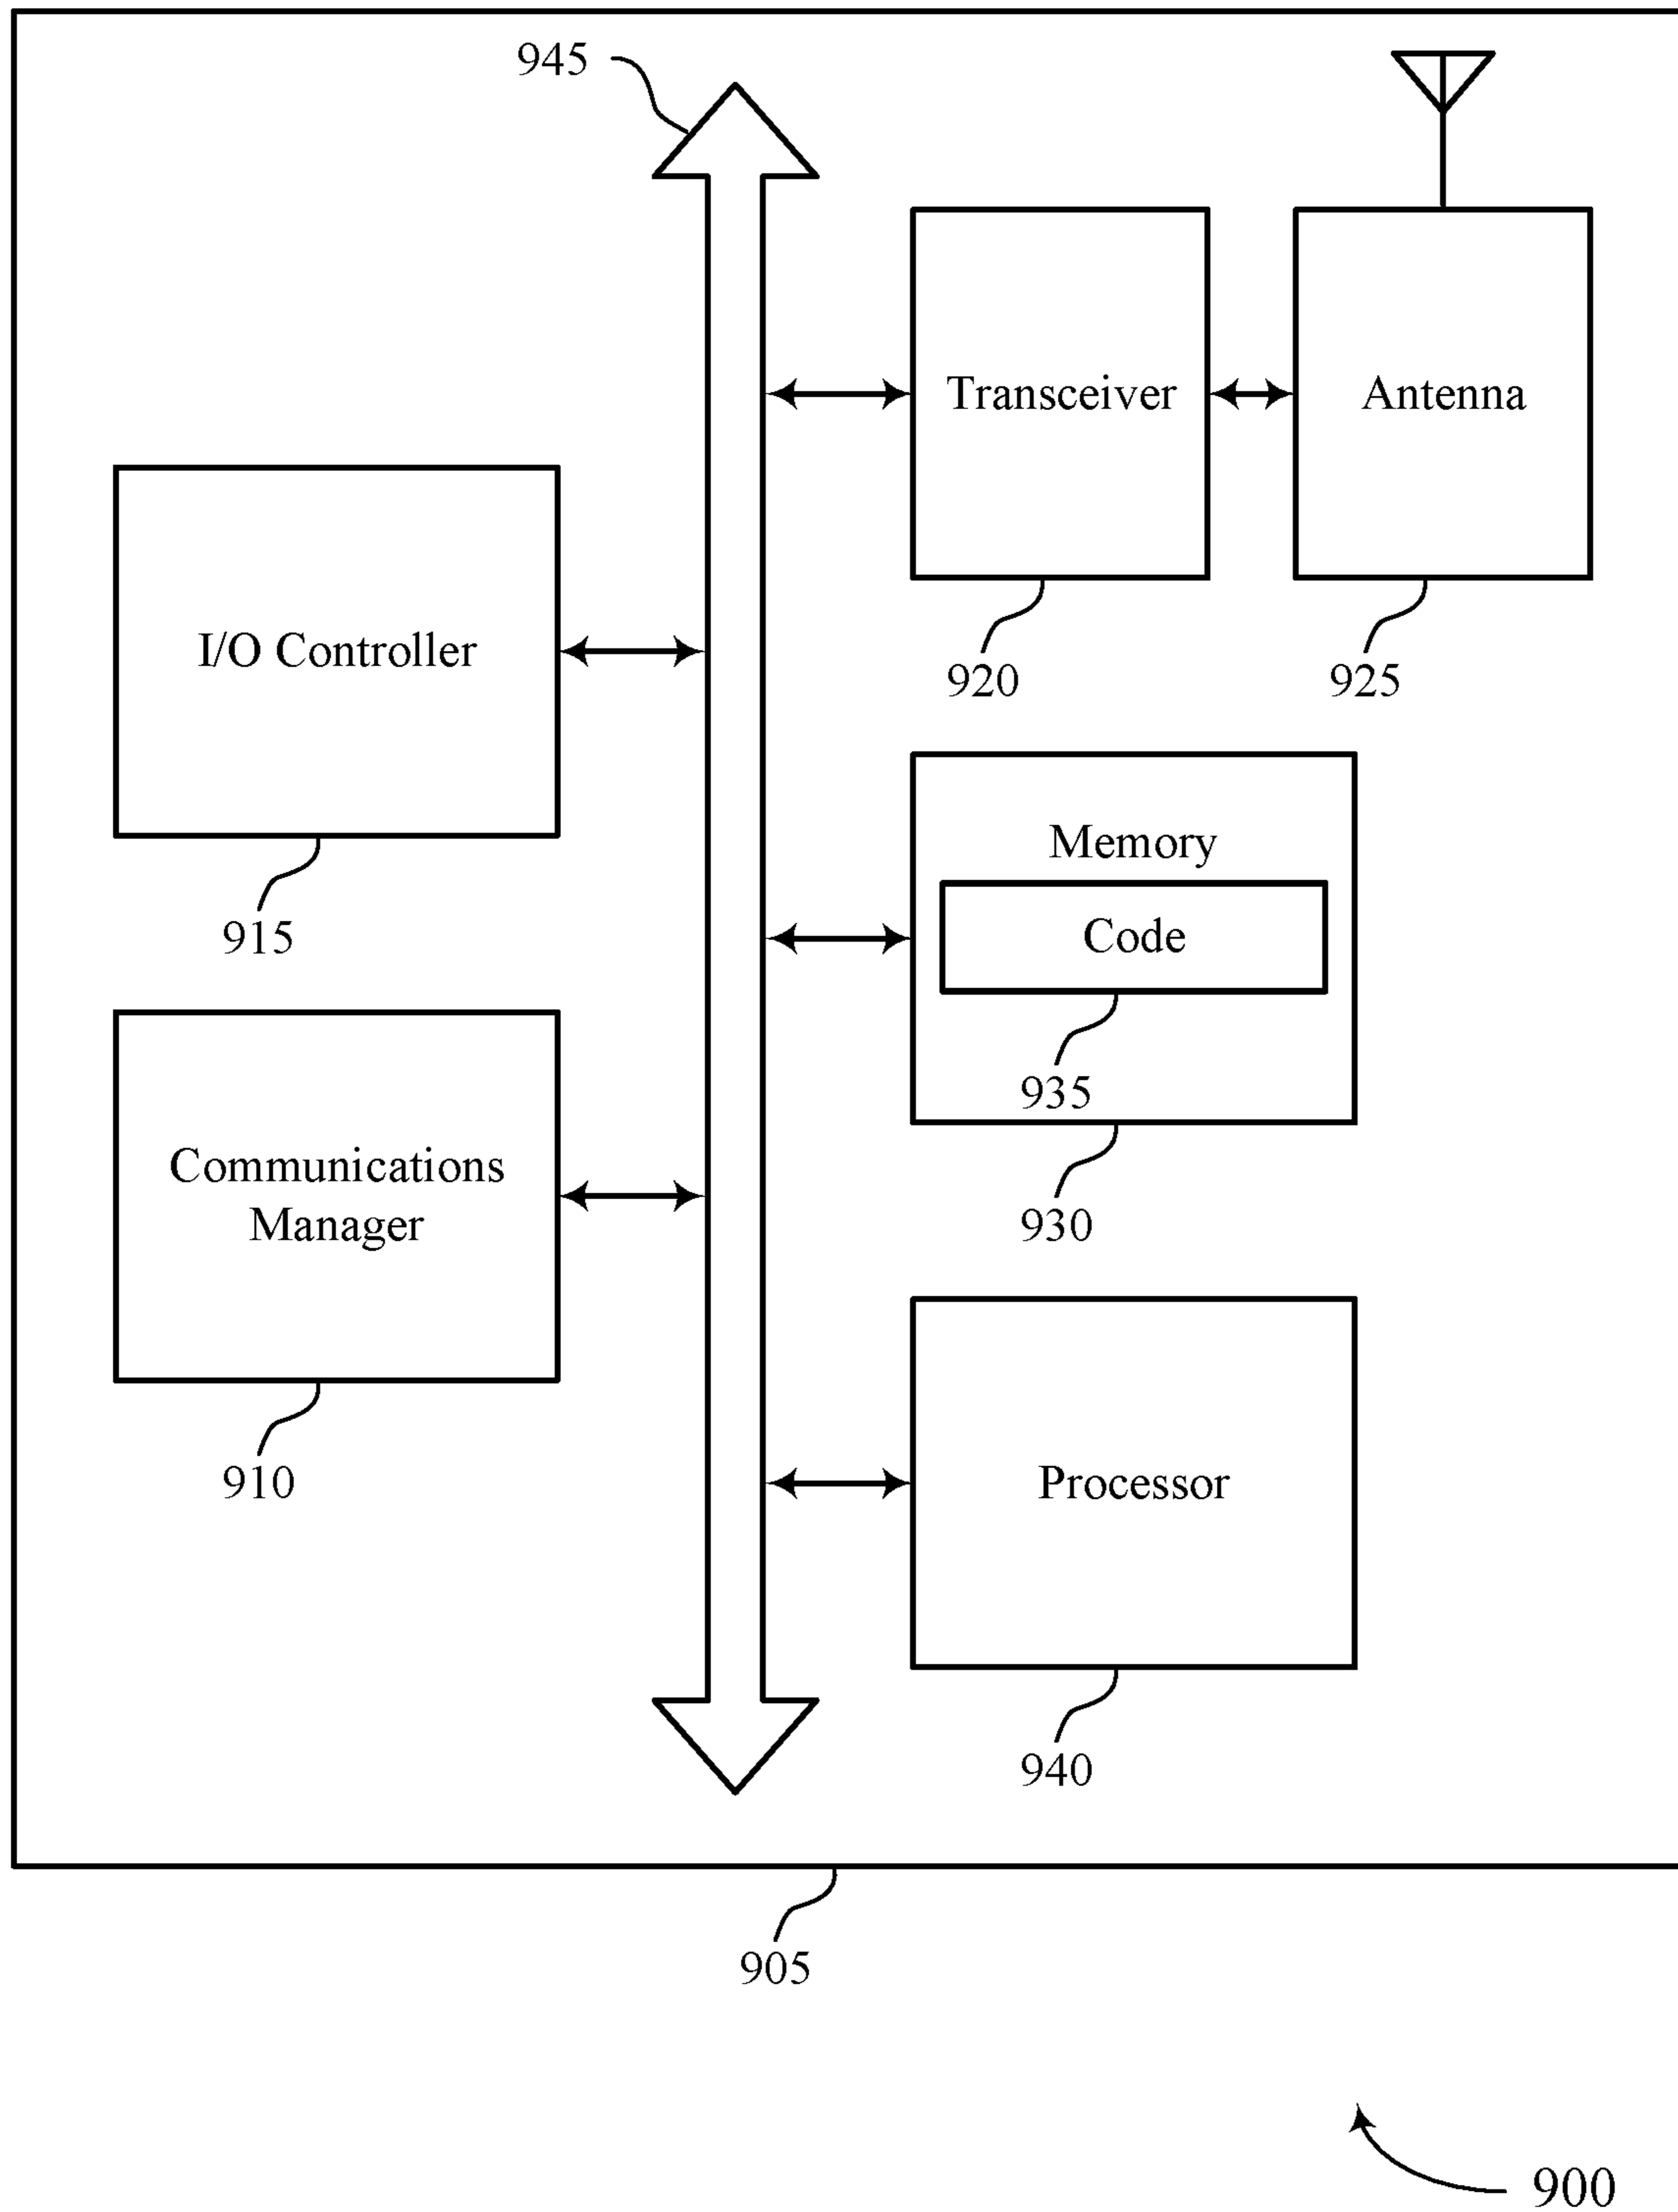 945
Transceiver
Antenna
920
925
I/O Controller
915
Memory
Code
935
930
Communications
Manager
910
Processor
940
905
900